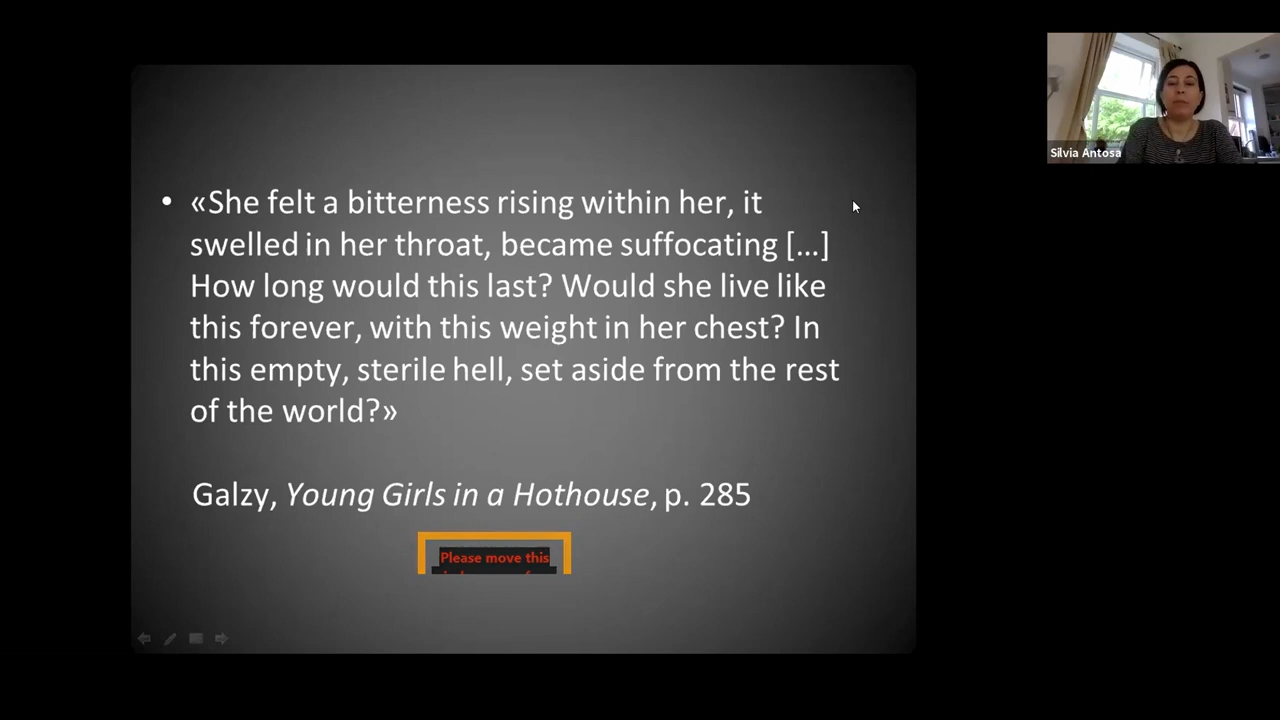 • «She felt a bitterness rising within her, it
swelled in her throat, became suffocating [...]
How long would this last? Would she live like
this forever, with this weight in her chest? In
this empty, sterile hell, set aside from the rest
of the world?»
Galzy, Young Girls in a Hothouse, p. 285
Please move this
Silvia Antosa